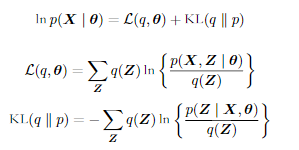 ln p(X | θ) = L(q, θ) + KL(q ∥ p)
L(q, θ) = ∑_Z q(Z) ln { p(X, Z | θ) / q(Z) }
KL(q ∥ p) = − ∑_Z q(Z) ln { p(Z | X, θ) / q(Z) }